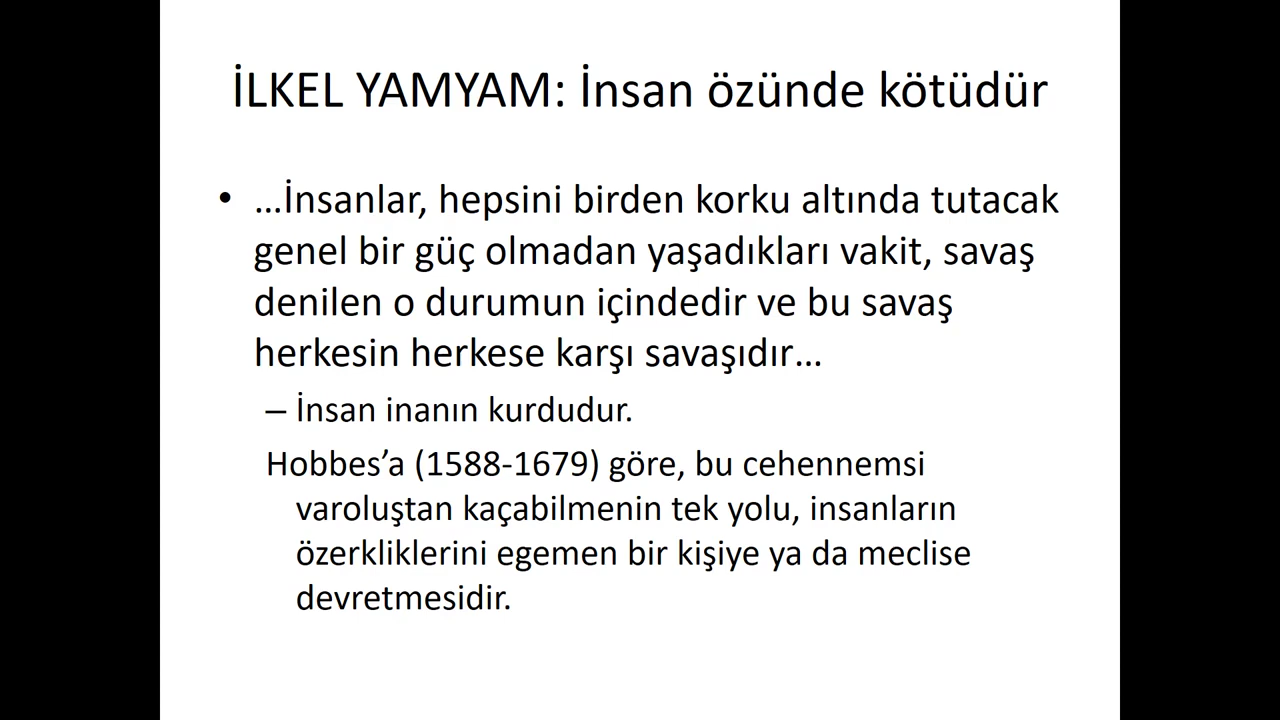 İLKEL YAMYAM: İnsan özünde kötüdür
• …İnsanlar, hepsini birden korku altında tutacak
genel bir güç olmadan yaşadıkları vakit, savaş
denilen o durumun içindedir ve bu savaş
herkesin herkese karşı savaşıdır…
– İnsan inanın kurdudur.
Hobbes’a (1588-1679) göre, bu cehennemsi
varoluştan kaçabilmenin tek yolu, insanların
özerkliklerini egemen bir kişiye ya da meclise
devretmesidir.